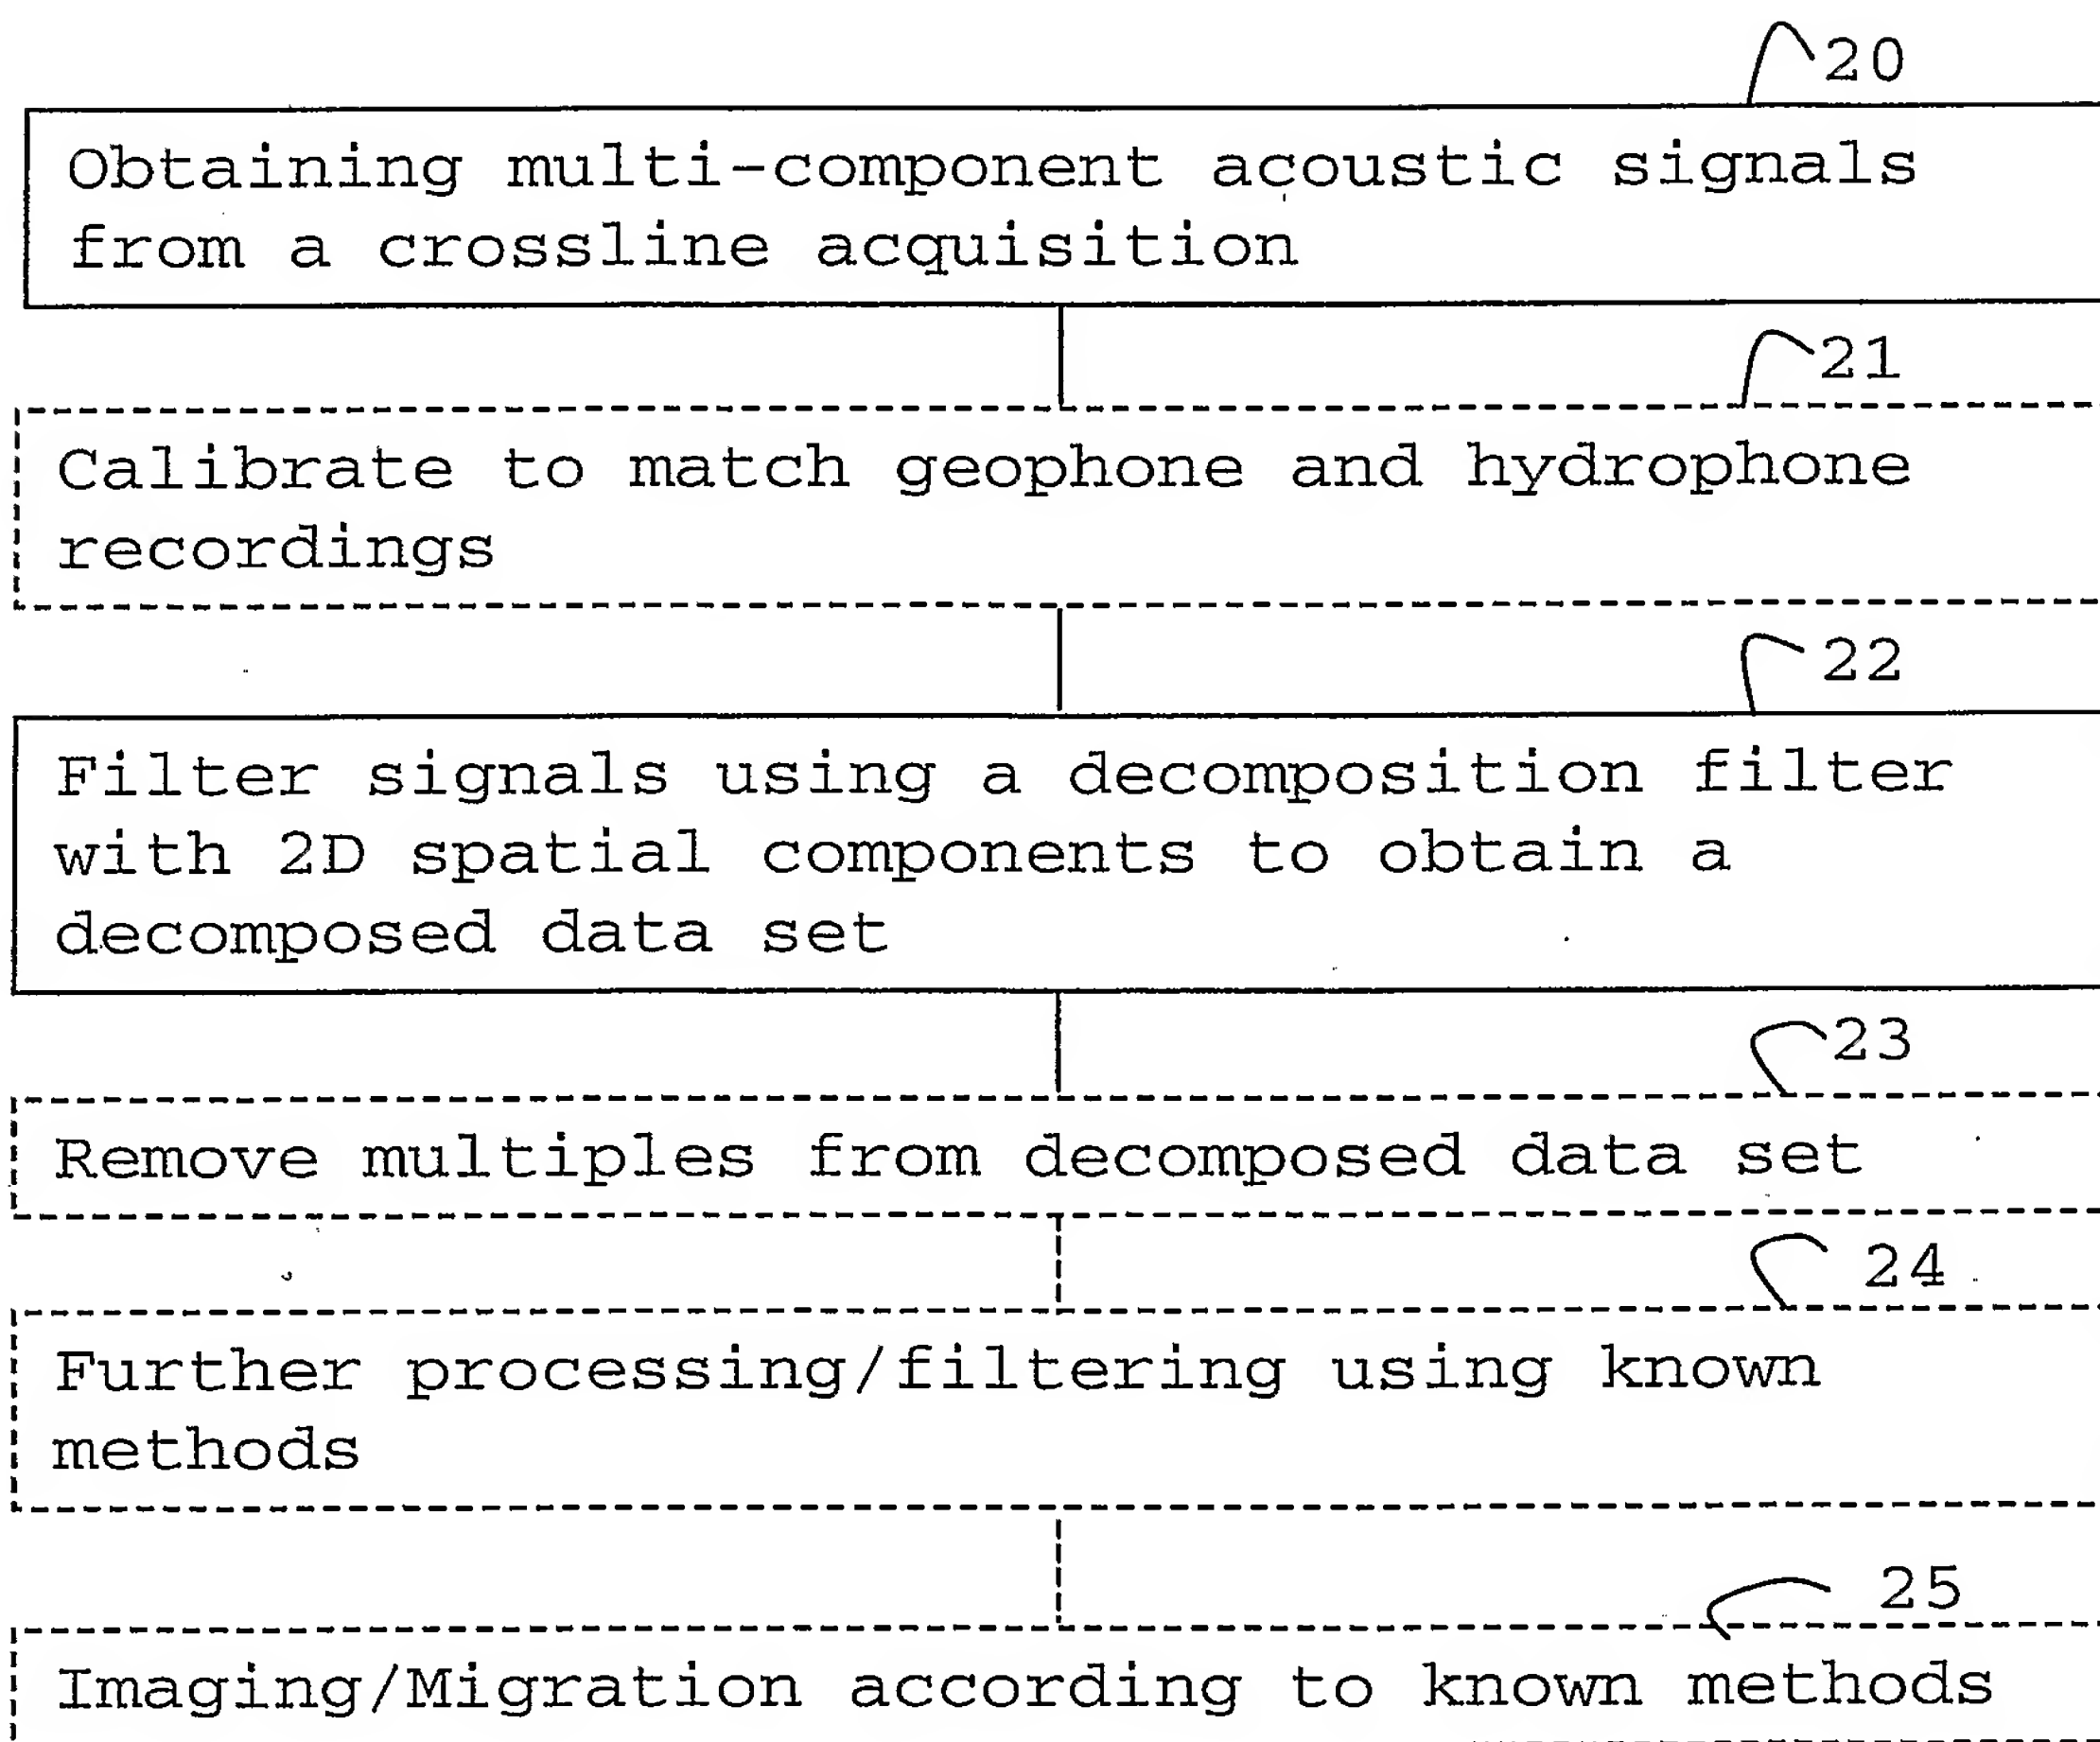 20
Obtaining multi-component acoustic signals
from a crossline acquisition
21
Calibrate to match geophone and hydrophone
recordings
22
Filter signals using a decomposition filter
with 2D spatial components to obtain a
decomposed data set
23
Remove multiples from decomposed data set
24
Further processing/filtering using known
methods
25
Imaging/Migration according to known methods